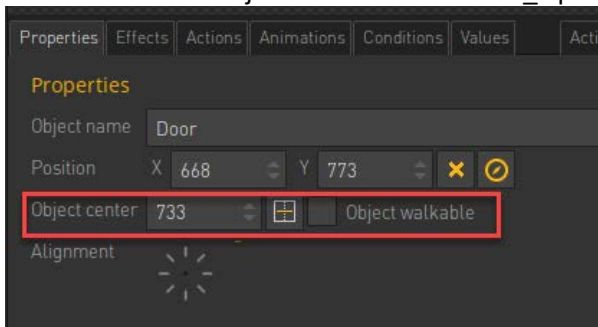 Properties Effects Actions Animations Conditions Values
Properties
Object name Door
Position X 668 Y 773
Object center 733 Object walkable
Alignment